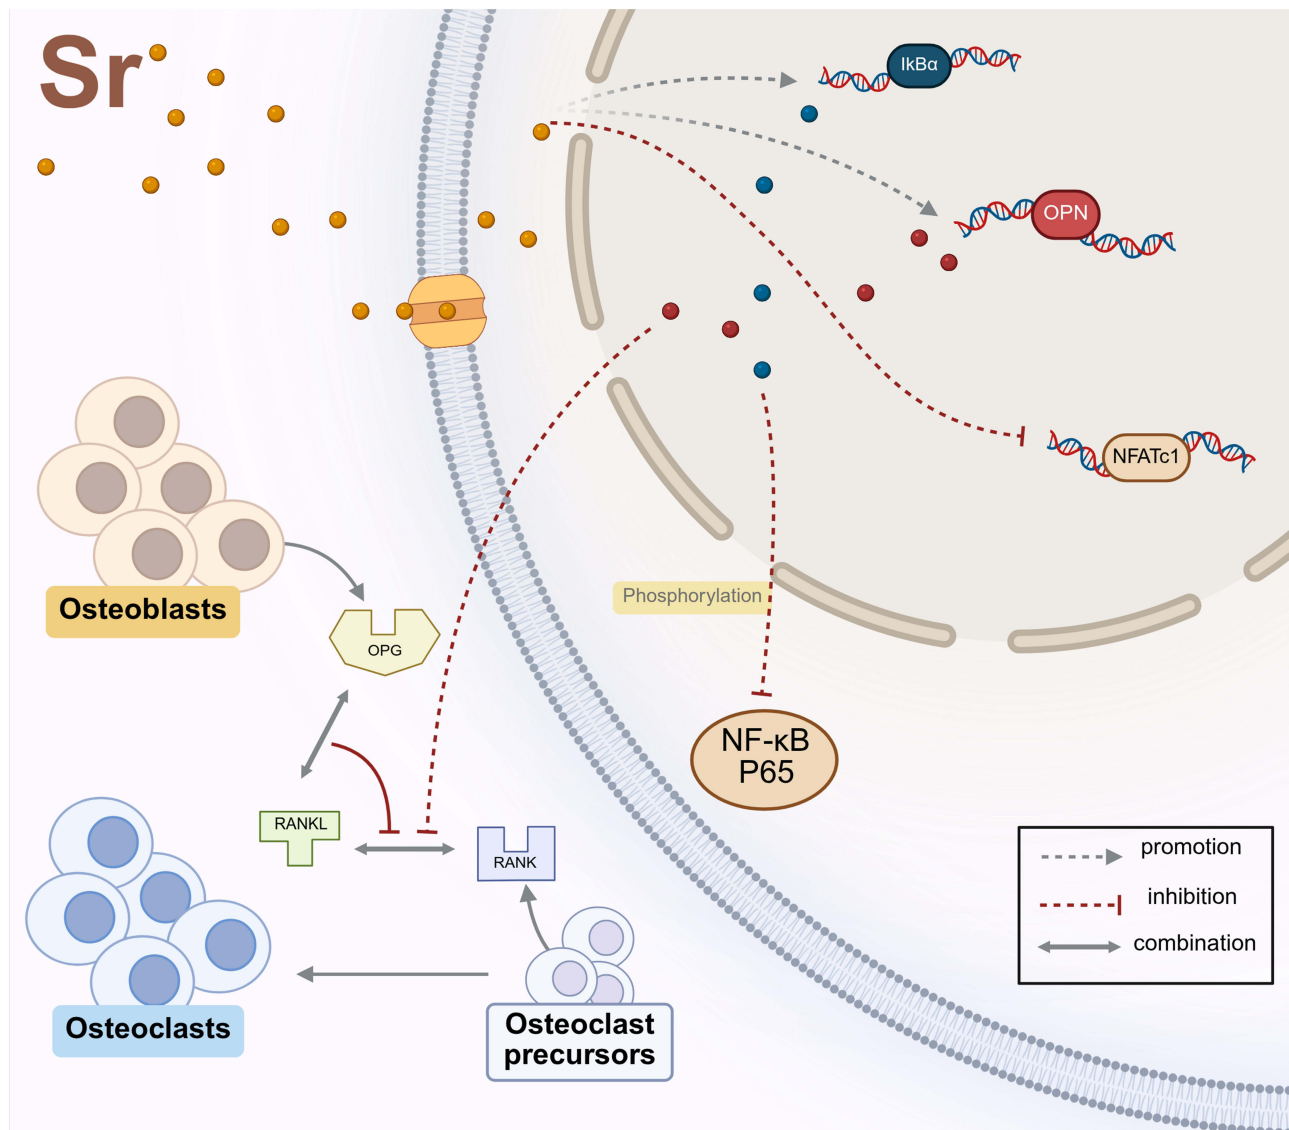 Sr
IkBα
OPN
NFATc1
Phosphorylation
Osteoblasts
OPG
NF-κB
P65
RANKL
RANK
promotion
inhibition
combination
Osteoclasts
Osteoclast
precursors